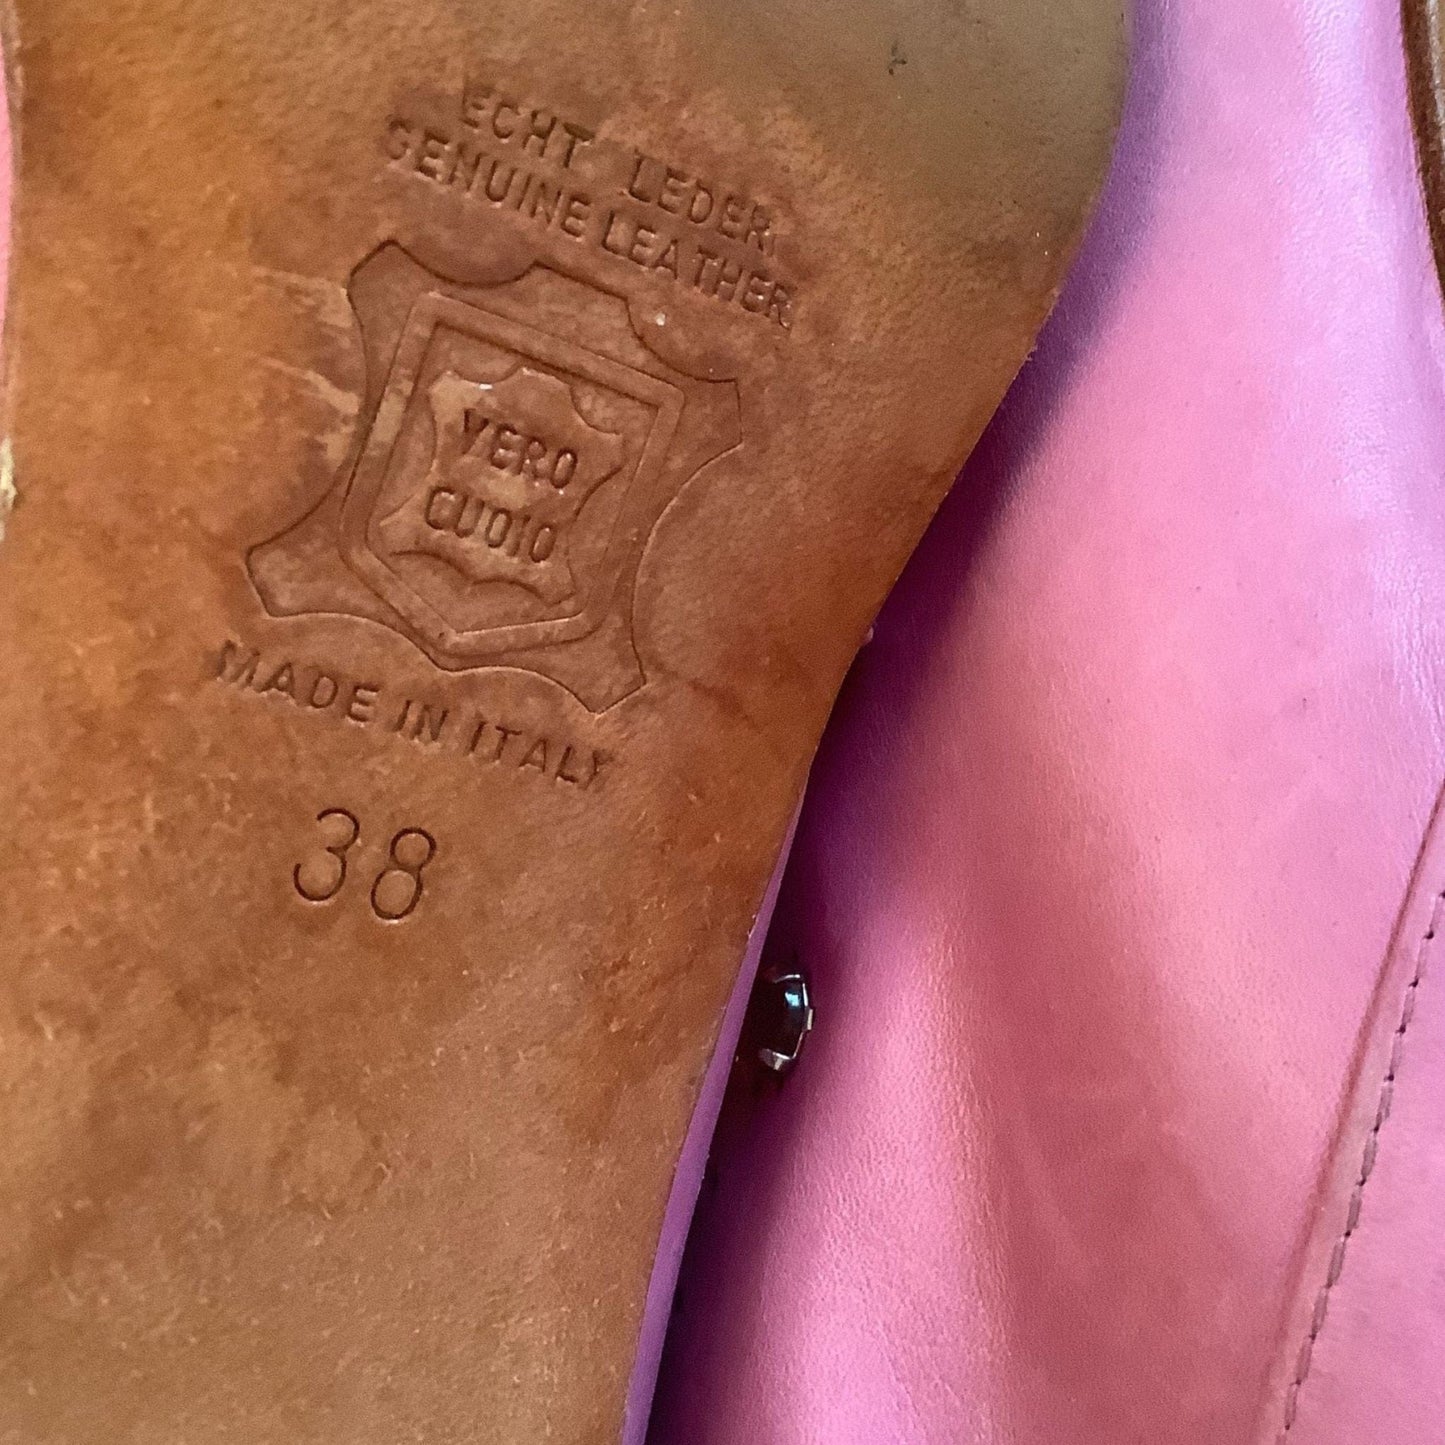 ECHT LEDER
GENUINE LEATHER
VERO
CUOIO
MADE IN ITALY
38